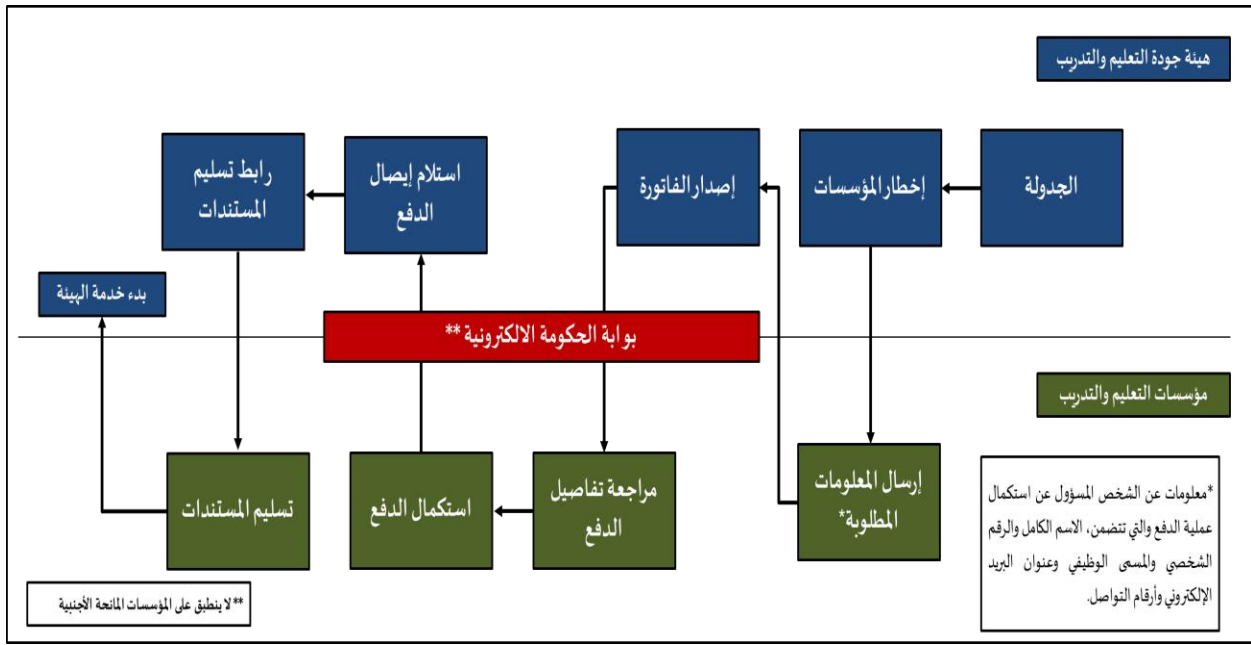 هيئة جودة التعليم والتدريب
الجدولة
إخطار المؤسسات
إصدار الفاتورة
استلام إيصال
الدفع
رابط تسليم
المستندات
بدء خدمة الهيئة
بوابة الحكومة الالكترونية **
مؤسسات التعليم والتدريب
إرسال المعلومات
المطلوبة*
مراجعة تفاصيل
الدفع
استكمال الدفع
تسليم المستندات
*معلومات عن الشخص المسؤول عن استكمال
عملية الدفع والتي تتضمن، الاسم الكامل والرقم
الشخصي والمسمى الوظيفي وعنوان البريد
الإلكتروني وأرقام التواصل.
** لا ينطبق على المؤسسات المانحة الأجنبية